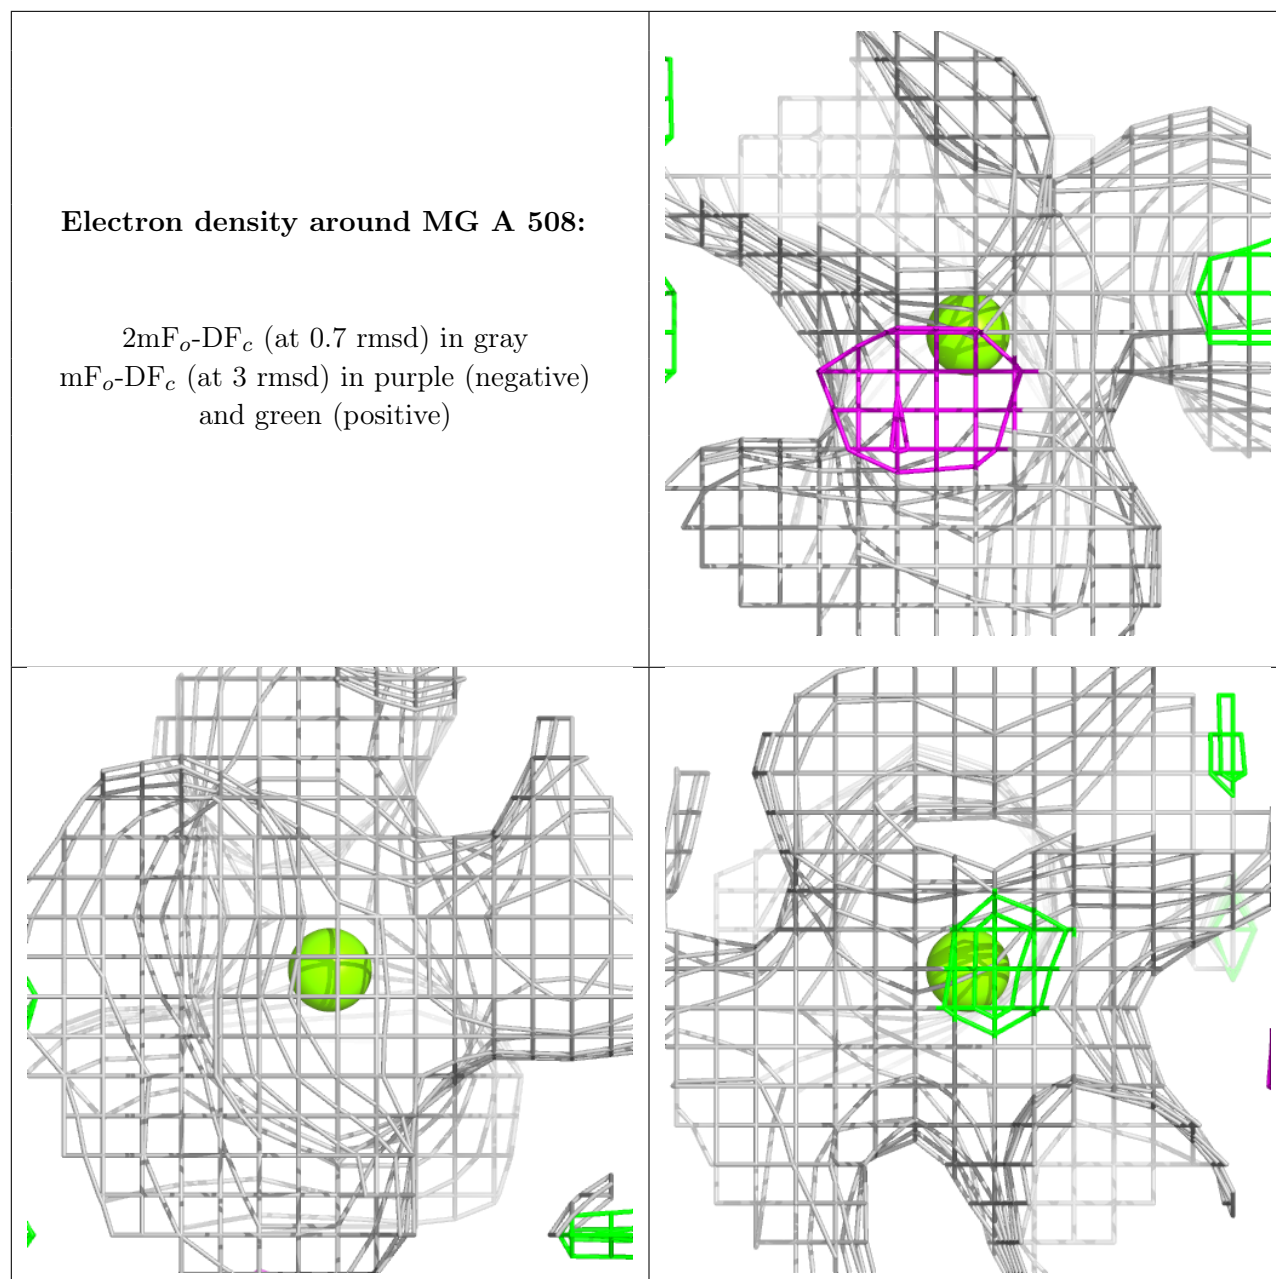 Electron density around MG A 508:
2mFo-DFc (at 0.7 rmsd) in gray
mFo-DFc (at 3 rmsd) in purple (negative)
and green (positive)